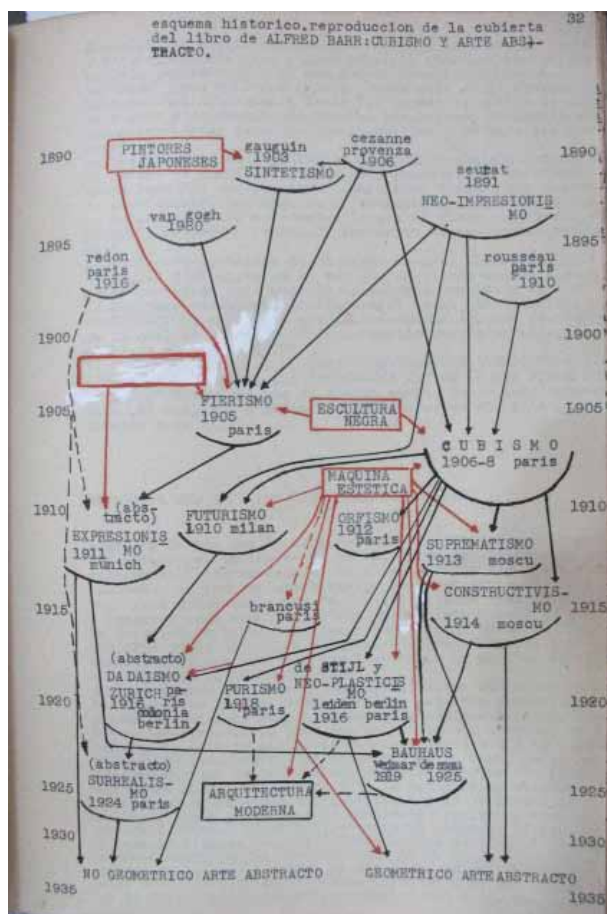 32
esquema historico.reproduccion de la cubierta
del libro de ALFRED BARR:CUBISMO Y ARTE ABS-
TRACTO.
1890
PINTORES
JAPONESES
gauguin
1903
SINTETISMO
cezanne
provenza
1906
seurat
1891
NEO-IMPRESIONIS
MO
1890
van gogh
1980
1895
redon
paris
1916
rousseau
paris
1910
1895
1900
1900
FIERISMO
1905
paris
ESCULTURA
NEGRA
1905
L905
CUBISMO
1906-8 paris
MAQUINA
ESTETICA
1910
(abs-
tracto)
EXPRESIONIS
MO
1911
munich
FUTURISMO
1910 milan
ORFISMO
1912
paris
SUPREMATISMO
1913 moscu
1910
CONSTRUCTIVIS-
MO
1914 moscu
1915
1915
brancusi
paris
(abstracto)
DADAISMO
ZURICH pa-
1916 ris
colonia
berlin
PURISMO
1918
paris
de STIJL y
NEO-PLASTICIS
MO
leiden berlin
1916 paris
1920
1920
BAUHAUS
1919 1925
(abstracto)
SURREALIS-
MO
1924 paris
ARQUITECTURA
MODERNA
1925
1925
1930
1930
NO GEOMETRICO ARTE ABSTRACTO
GEOMETRICO ARTE ABSTRACTO
1935
1935